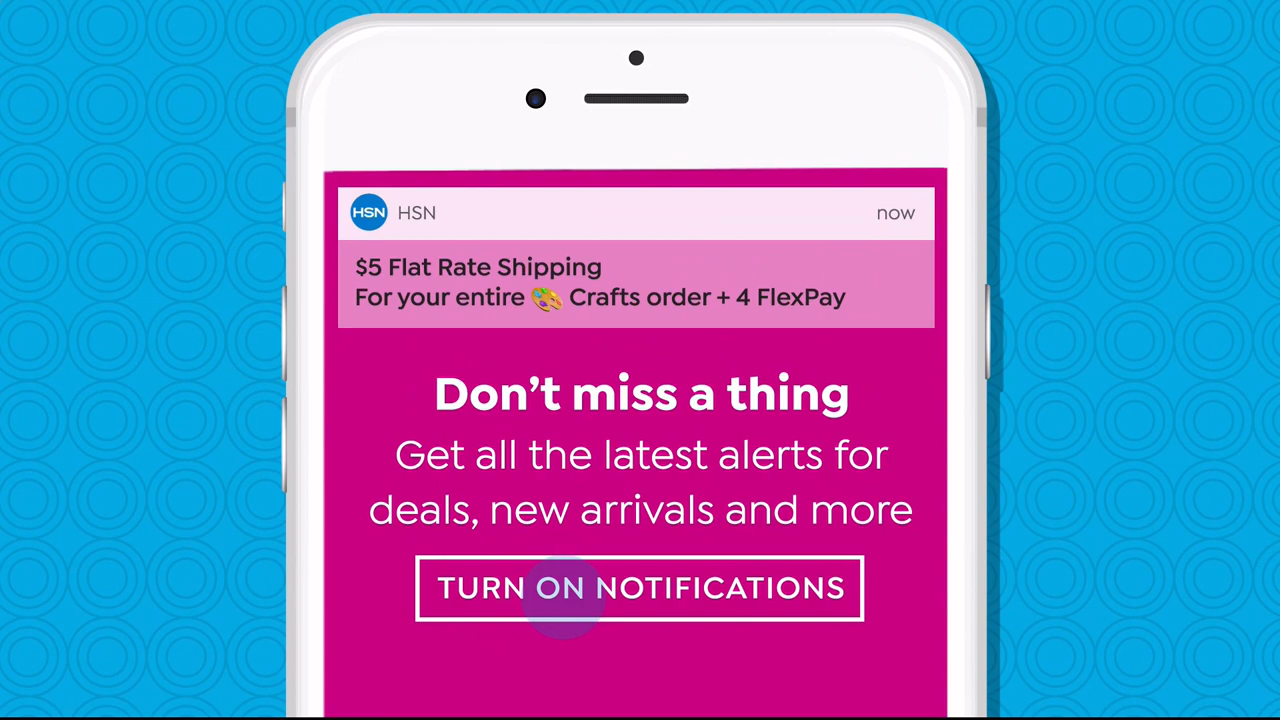 HSN HSN now
$5 Flat Rate Shipping
For your entire 🎨 Crafts order + 4 FlexPay
Don’t miss a thing
Get all the latest alerts for
deals, new arrivals and more
TURN ON NOTIFICATIONS